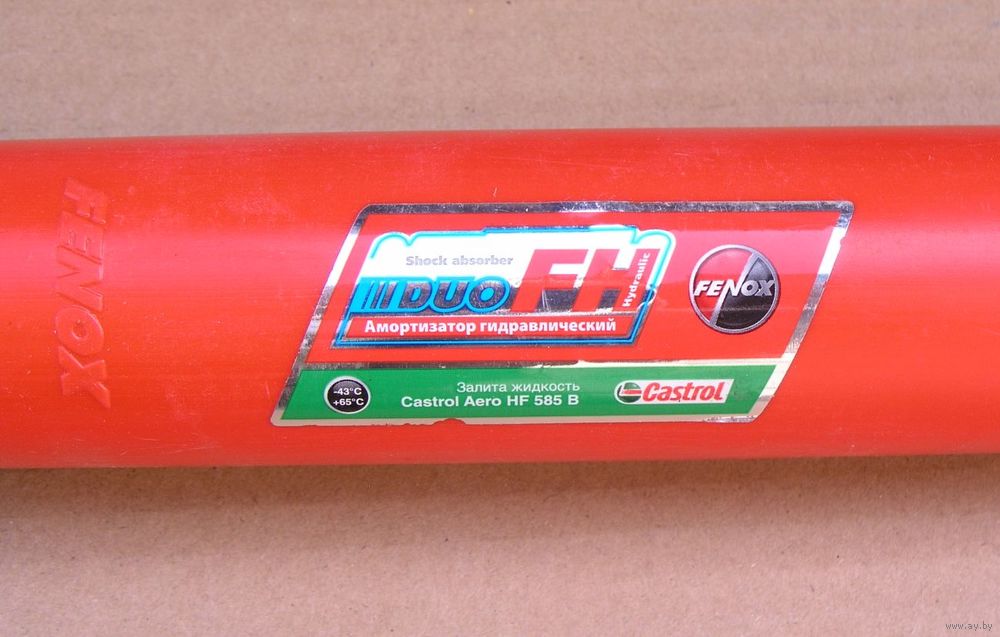 FENOX
Shock absorber
DUO FH Hydraulic
Амортизатор гидравлический
FENOX
-43°C
+65°C
Залита жидкость
Castrol Aero HF 585 B
Castrol
www.ay.by